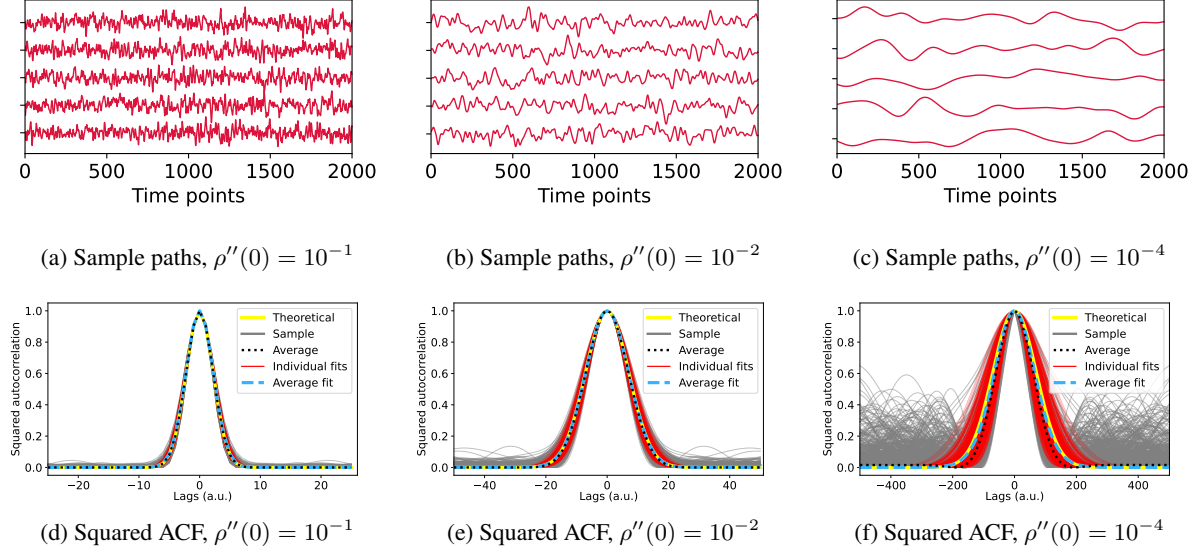 0 500 1000 1500 2000
Time points
0 500 1000 1500 2000
Time points
0 500 1000 1500 2000
Time points
(a) Sample paths, ρ′′(0) = 10⁻¹
(b) Sample paths, ρ′′(0) = 10⁻²
(c) Sample paths, ρ′′(0) = 10⁻⁴
Squared autocorrelation
1.0
0.8
0.6
0.4
0.2
0.0
Theoretical
Sample
Average
Individual fits
Average fit
−20 −10 0 10 20
Lags (a.u.)
Squared autocorrelation
1.0
0.8
0.6
0.4
0.2
0.0
Theoretical
Sample
Average
Individual fits
Average fit
−40 −20 0 20 40
Lags (a.u.)
Squared autocorrelation
1.0
0.8
0.6
0.4
0.2
0.0
Theoretical
Sample
Average
Individual fits
Average fit
−400 −200 0 200 400
Lags (a.u.)
(d) Squared ACF, ρ′′(0) = 10⁻¹
(e) Squared ACF, ρ′′(0) = 10⁻²
(f) Squared ACF, ρ′′(0) = 10⁻⁴